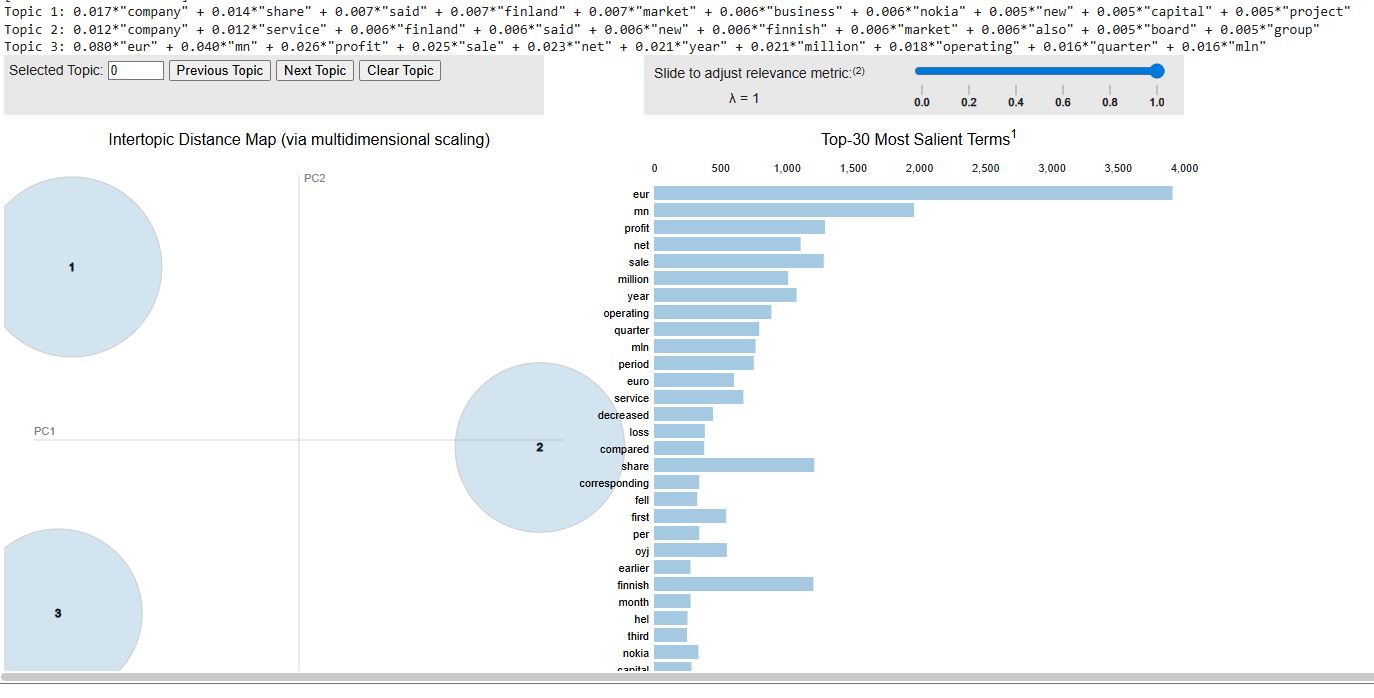 Topic 1: 0.017*"company" + 0.014*"share" + 0.007*"said" + 0.007*"finland" + 0.007*"market" + 0.006*"business" + 0.006*"nokia" + 0.005*"new" + 0.005*"capital" + 0.005*"project"
Topic 2: 0.012*"company" + 0.012*"service" + 0.006*"finland" + 0.006*"said" + 0.006*"new" + 0.006*"finnish" + 0.006*"market" + 0.006*"also" + 0.005*"board" + 0.005*"group"
Topic 3: 0.080*"eur" + 0.040*"mn" + 0.026*"profit" + 0.025*"sale" + 0.023*"net" + 0.021*"year" + 0.021*"million" + 0.018*"operating" + 0.016*"quarter" + 0.016*"mln"
Selected Topic: 0 Previous Topic Next Topic Clear Topic
Slide to adjust relevance metric:(2)
λ = 1
0.0 0.2 0.4 0.6 0.8 1.0
Intertopic Distance Map (via multidimensional scaling)
PC2
1
PC1
2
3
Top-30 Most Salient Terms1
0 500 1,000 1,500 2,000 2,500 3,000 3,500 4,000
eur
mn
profit
net
sale
million
year
operating
quarter
mln
period
euro
service
decreased
loss
compared
share
corresponding
fell
first
per
oyj
earlier
finnish
month
hel
third
nokia
capital